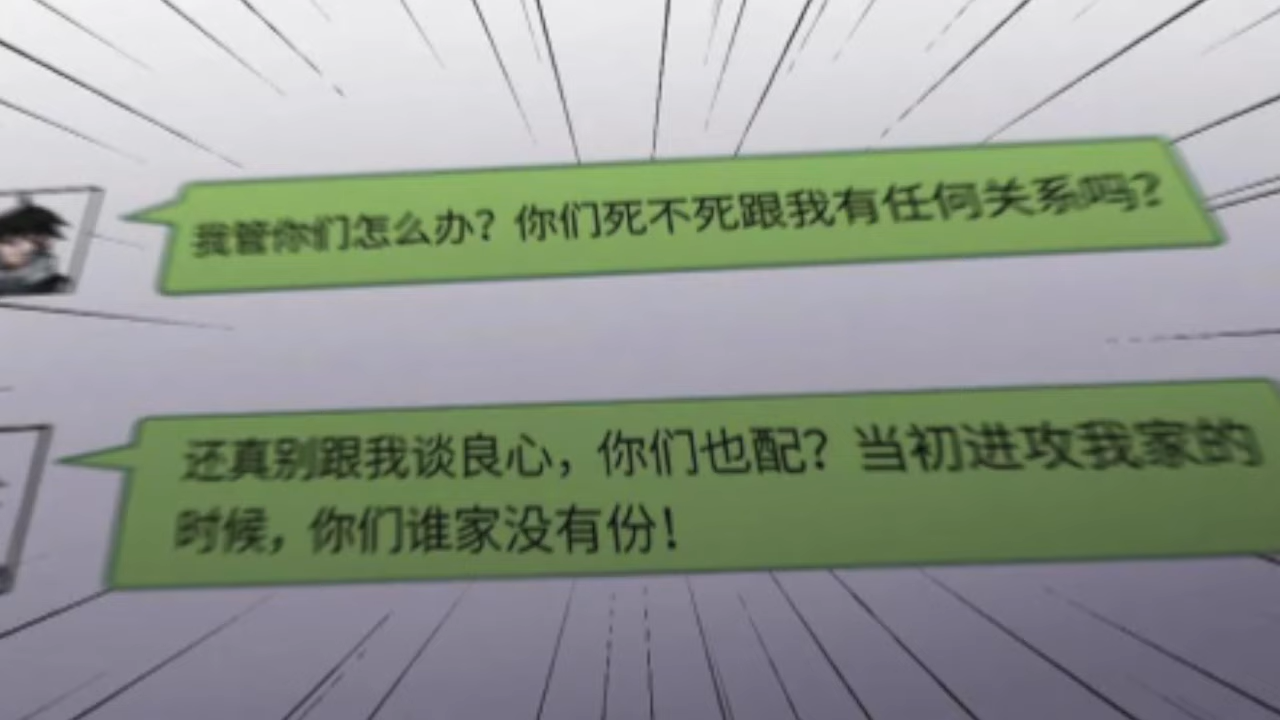 我管你们怎么办？你们死不死跟我有任何关系吗？
还真别跟我谈良心，你们也配？当初进攻我家的
时候，你们谁家没有份！